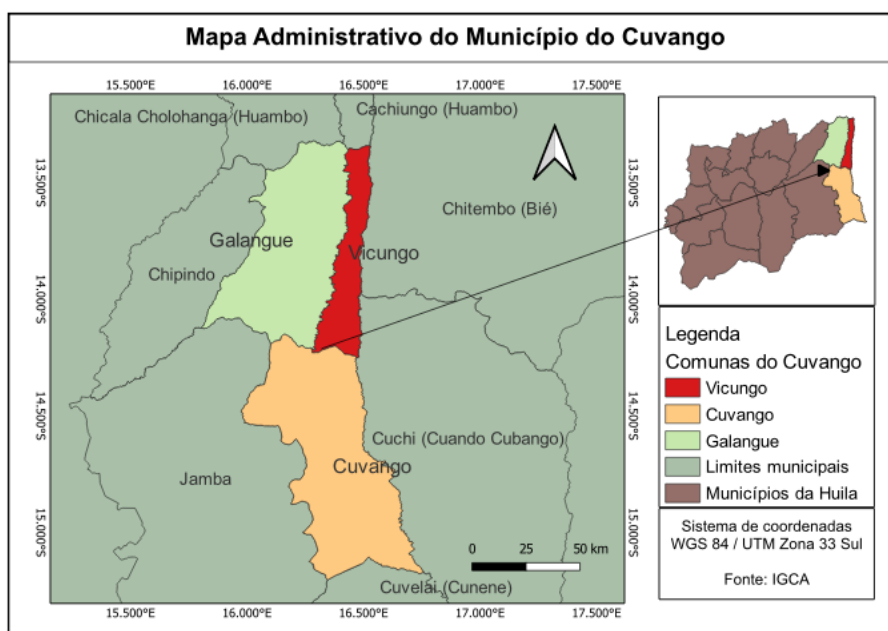 Mapa Administrativo do Município do Cuvango
15.500°E 16.000°E 16.500°E 17.000°E 17.500°E
Chicala Cholohanga (Huambo)
Cachiungo (Huambo)
13.500°S
13.500°S
Chitembo (Bié)
Galangue
Vicungo
Chipindo
14.000°S
14.000°S
14.500°S
14.500°S
Cuchi (Cuando Cubango)
Cuvango
Jamba
15.000°S
15.000°S
0 25 50 km
Cuvelai (Cunene)
15.500°E 16.000°E 16.500°E 17.000°E 17.500°E
Legenda
Comunas do Cuvango
Vicungo
Cuvango
Galangue
Limites municipais
Municípios da Huila
Sistema de coordenadas
WGS 84 / UTM Zona 33 Sul
Fonte: IGCA